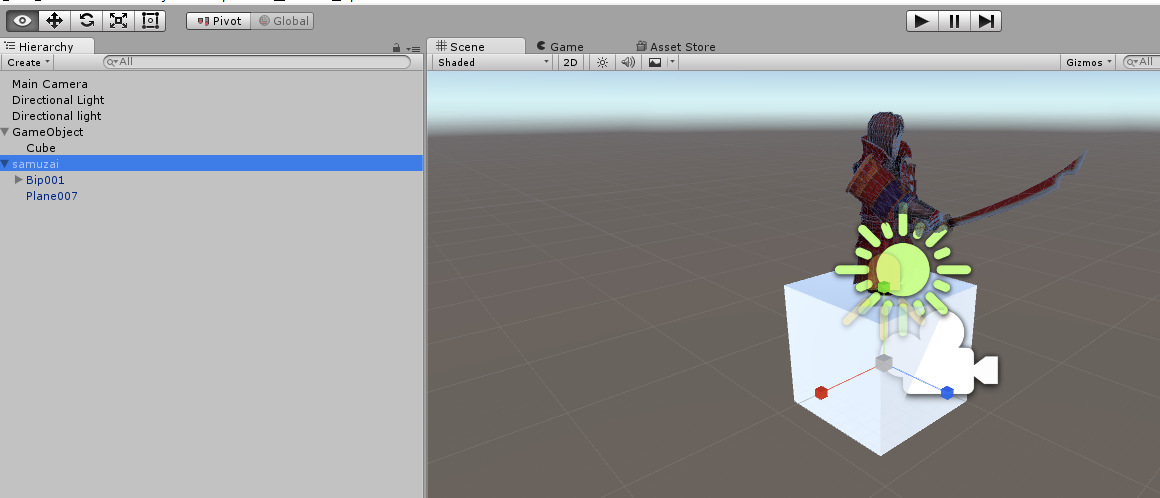 Pivot Global
Hierarchy
Create All
Main Camera
Directional Light
Directional light
GameObject
Cube
samuzai
Bip001
Plane007
Scene Game Asset Store
Shaded 2D Gizmos All